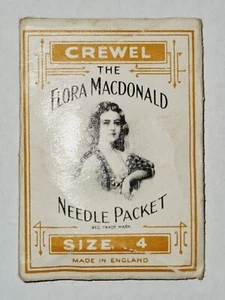 CREWEL
THE
FLORA MACDONALD
NEEDLE PACKET
REG. TRADE MARK
SIZE 4
MADE IN ENGLAND